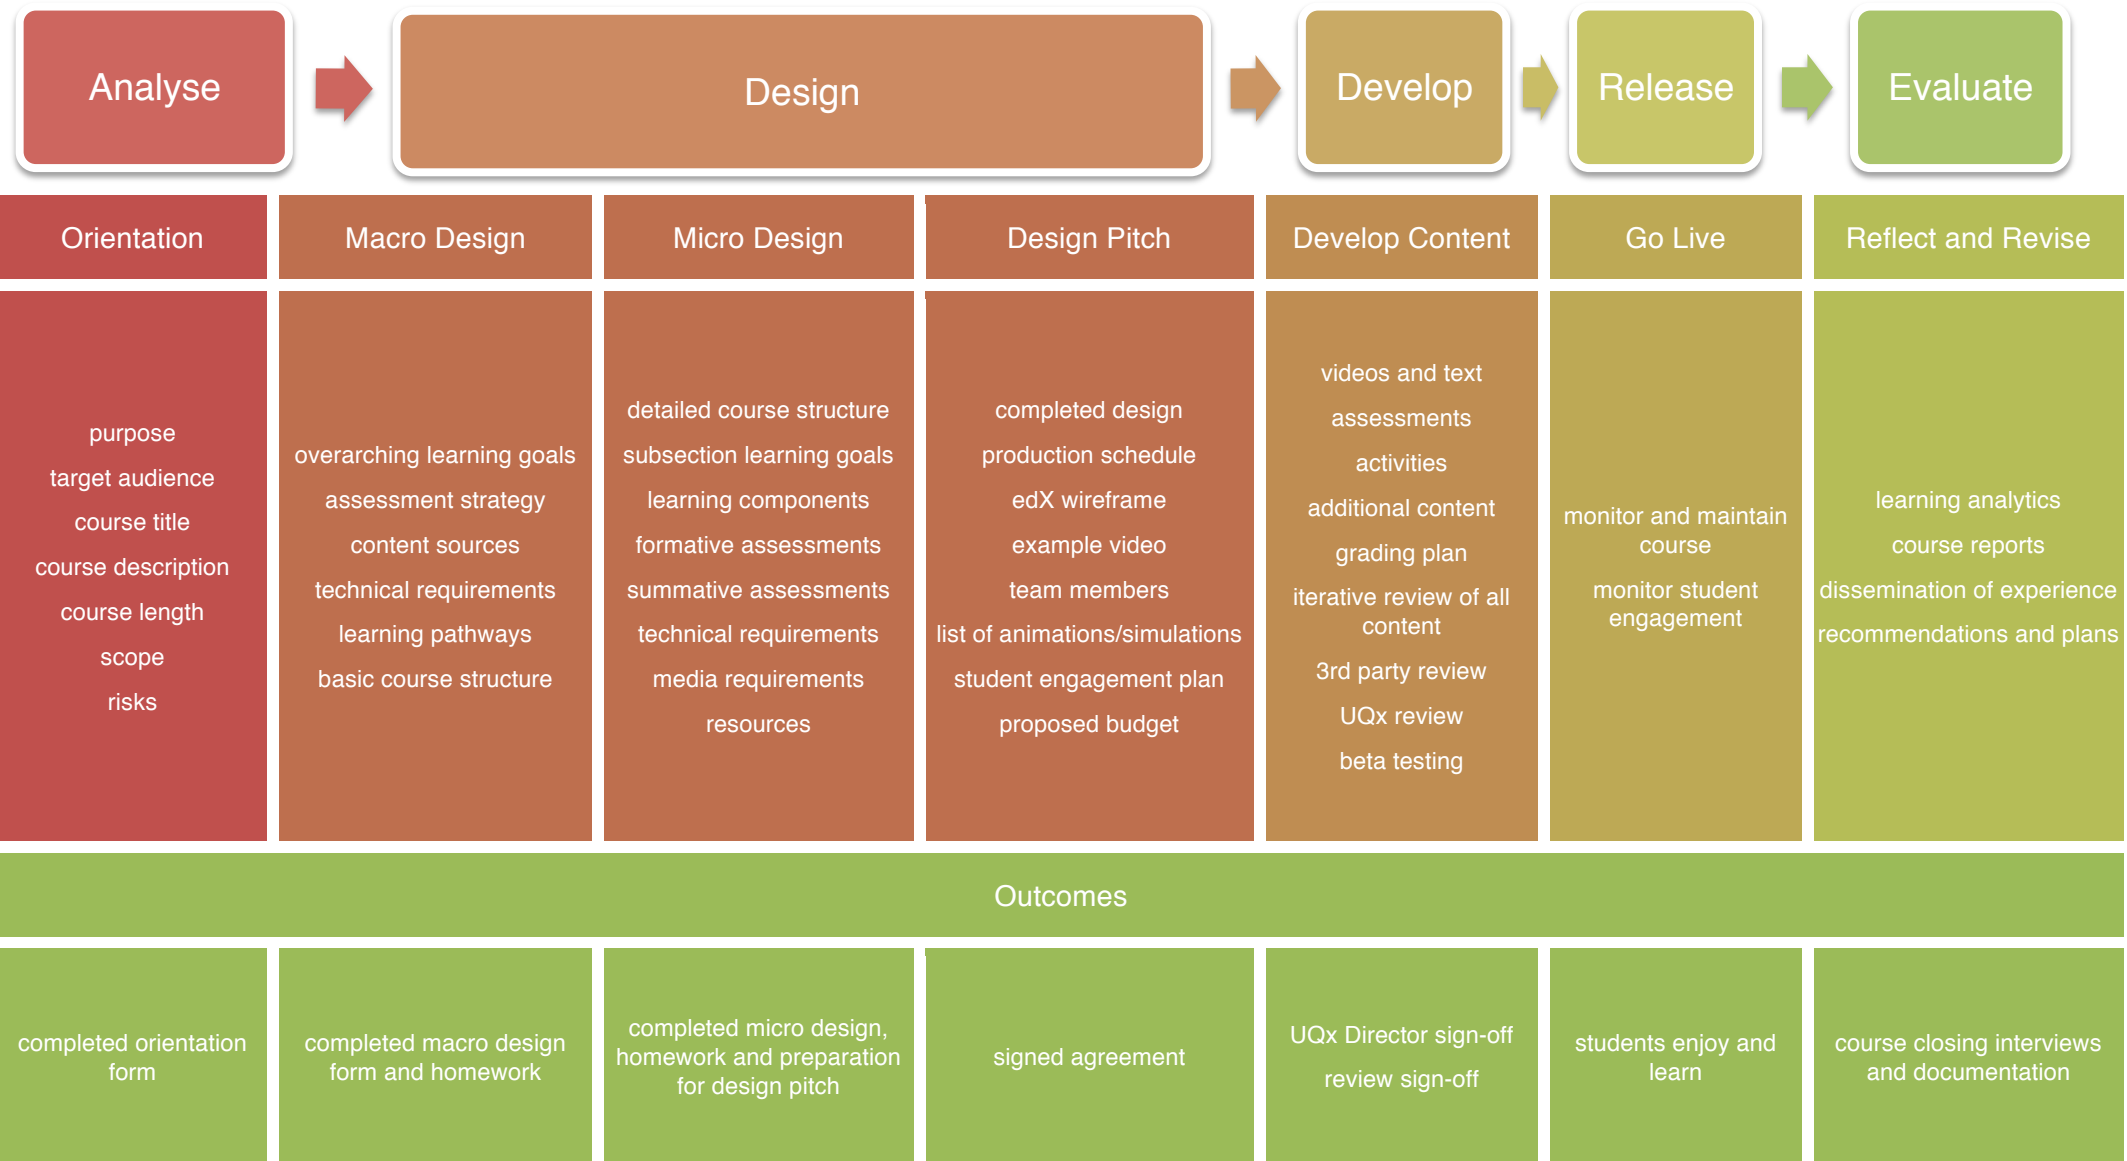 Analyse
Design
Develop
Release
Evaluate
Orientation
Macro Design
Micro Design
Design Pitch
Develop Content
Go Live
Reflect and Revise
purpose
target audience
course title
course description
course length
scope
risks
overarching learning goals
assessment strategy
content sources
technical requirements
learning pathways
basic course structure
detailed course structure
subsection learning goals
learning components
formative assessments
summative assessments
technical requirements
media requirements
resources
completed design
production schedule
edX wireframe
example video
team members
list of animations/simulations
student engagement plan
proposed budget
videos and text
assessments
activities
additional content
grading plan
iterative review of all
content
3rd party review
UQx review
beta testing
monitor and maintain
course
monitor student
engagement
learning analytics
course reports
dissemination of experience
recommendations and plans
Outcomes
completed orientation
form
completed macro design
form and homework
completed micro design,
homework and preparation
for design pitch
signed agreement
UQx Director sign-off
review sign-off
students enjoy and
learn
course closing interviews
and documentation